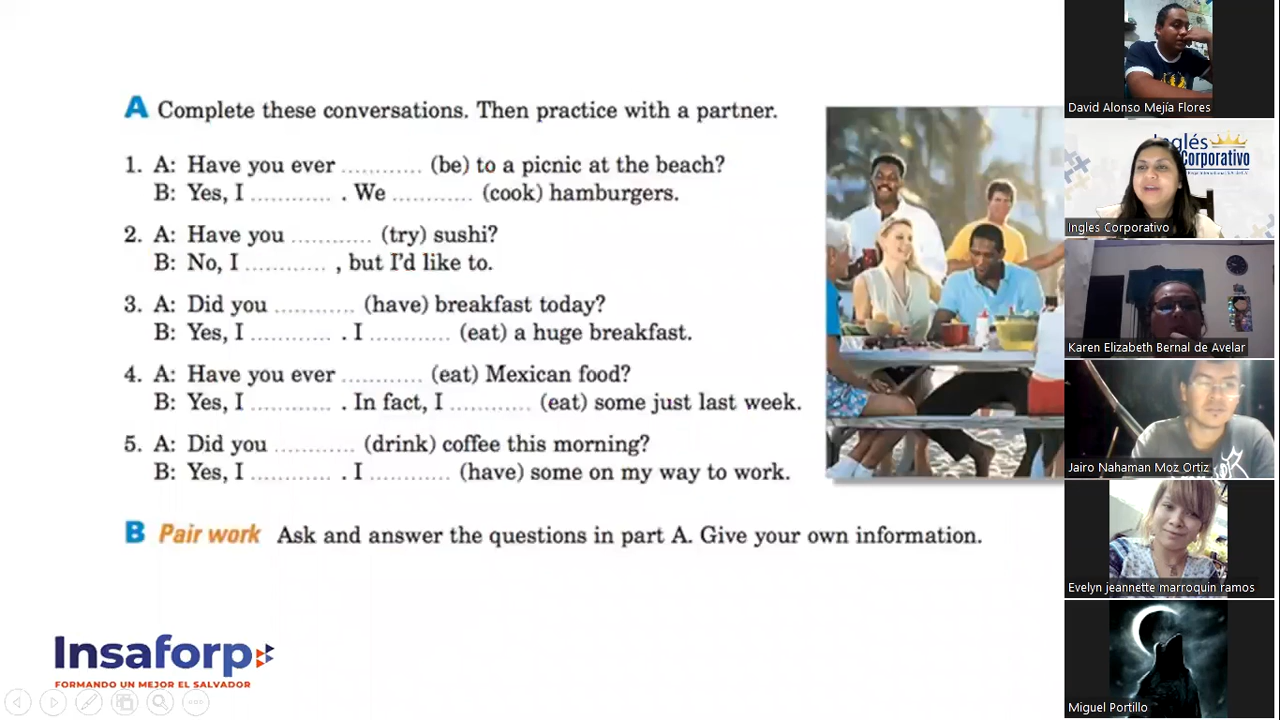 A Complete these conversations. Then practice with a partner.
1. A: Have you ever ............ (be) to a picnic at the beach?
B: Yes, I ............ . We ............ (cook) hamburgers.
2. A: Have you ............ (try) sushi?
B: No, I ............ , but I'd like to.
3. A: Did you ............ (have) breakfast today?
B: Yes, I ............ . I ............ (eat) a huge breakfast.
4. A: Have you ever ............ (eat) Mexican food?
B: Yes, I ............ . In fact, I ............ (eat) some just last week.
5. A: Did you ............ (drink) coffee this morning?
B: Yes, I ............ . I ............ (have) some on my way to work.
B Pair work Ask and answer the questions in part A. Give your own information.
Insaforp
FORMANDO UN MEJOR EL SALVADOR
David Alonso Mejía Flores
Inglés
Corporativo
Ingles Corporativo
Karen Elizabeth Bernal de Avelar
Jairo Nahaman Moz Ortiz
Evelyn jeannette marroquin ramos
Miguel Portillo